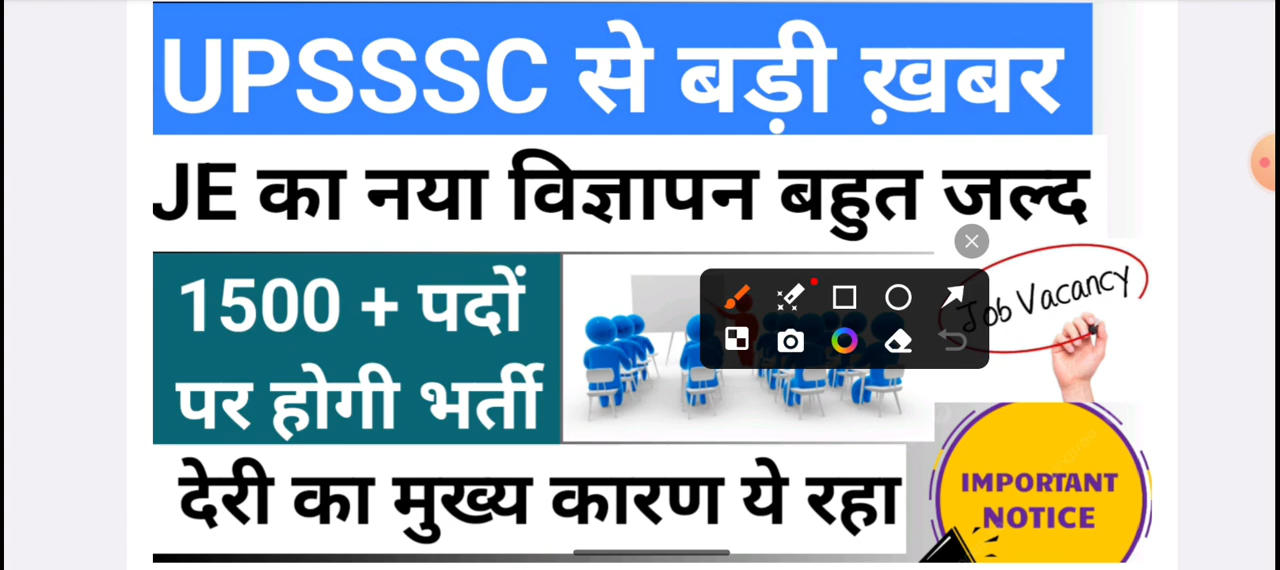 UPSSSC से बड़ी ख़बर
JE का नया विज्ञापन बहुत जल्द
1500 + पदों
पर होगी भर्ती
Job Vacancy
देरी का मुख्य कारण ये रहा
IMPORTANT
NOTICE